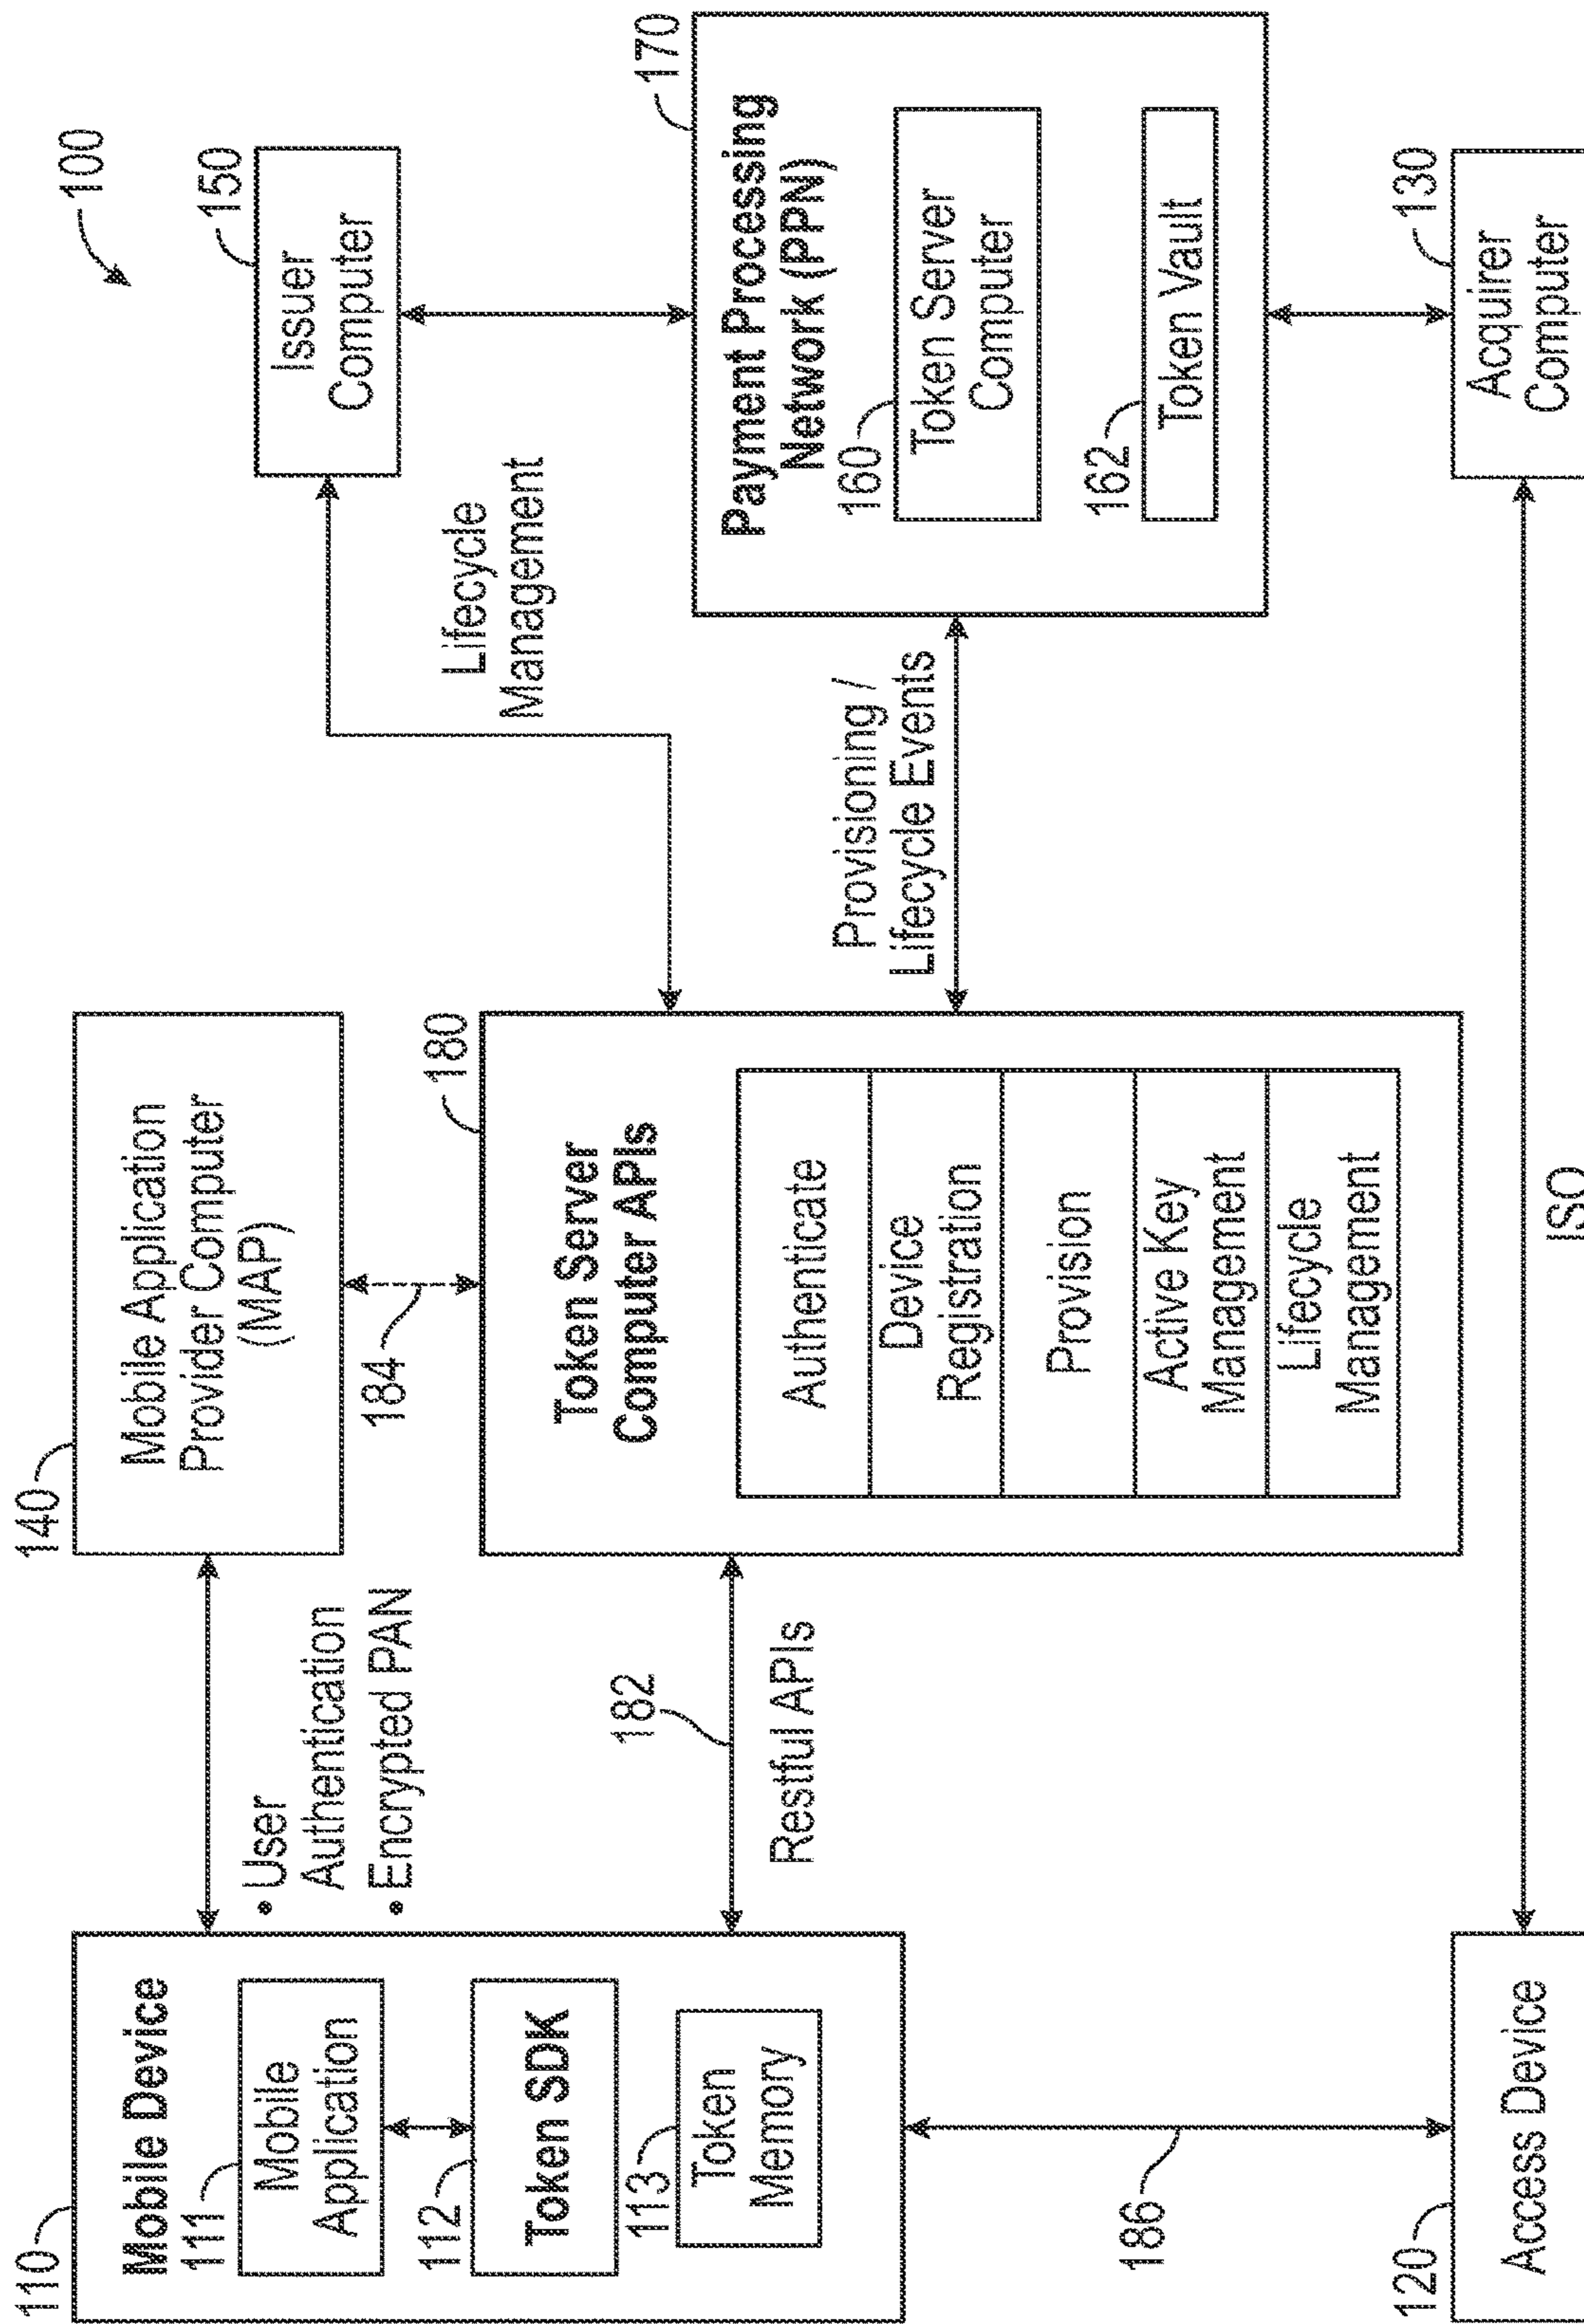 100
110
Mobile Device
111
Mobile
Application
112
Token SDK
113
Token
Memory
• User
Authentication
• Encrypted PAN
140
Mobile Application
Provider Computer
(MAP)
184
182
Restful APIs
180
Token Server
Computer APIs
Authenticate
Device
Registration
Provision
Active Key
Management
Lifecycle
Management
Lifecycle
Management
150
Issuer
Computer
Provisioning /
Lifecycle Events
170
Payment Processing
Network (PPN)
160
Token Server
Computer
162
Token Vault
186
120
Access Device
ISO
130
Acquirer
Computer